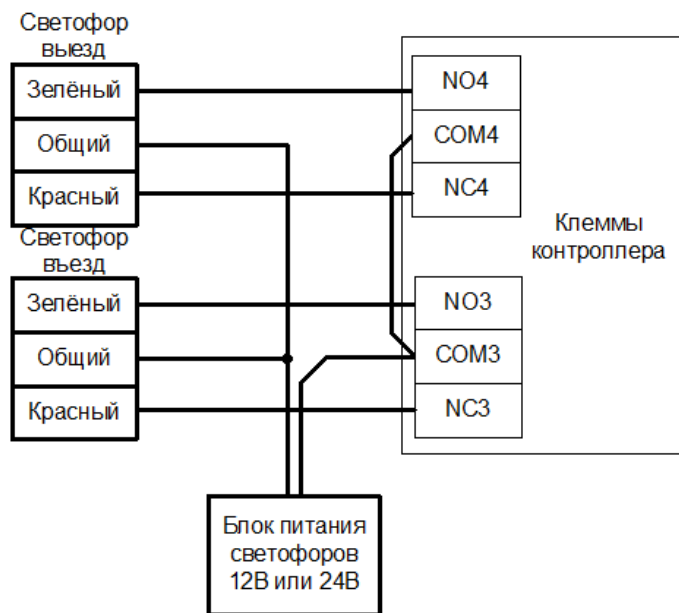 Светофор
выезд
Зелёный
Общий
Красный
NO4
COM4
NC4
Клеммы
контроллера
Светофор
въезд
Зелёный
Общий
Красный
NO3
COM3
NC3
Блок питания
светофоров
12В или 24В